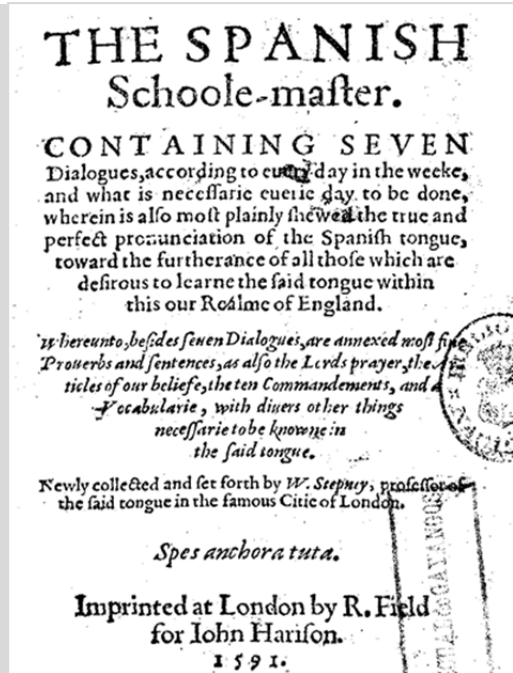 THE SPANISH
Schoole-maſter.
CONTAINING SEVEN
Dialogues, according to euery day in the weeke,
and what is neceſſarie euerie day to be done,
wherein is alſo moſt plainly ſhewed the true and
perfect pronunciation of the Spaniſh tongue,
toward the furtherance of all thoſe which are
deſirous to learne the ſaid tongue within
this our Realme of England.
Whereunto, beſides ſeuen Dialogues, are annexed moſt fine
Prouerbs and ſentences, as alſo the Lords prayer, the
ticles of our beliefe, the ten Commandements, and a
Vocabularie, with diuers other things
neceſſarie to be knowne in
the ſaid tongue.
Newly collected and ſet forth by W. Stepney, profeſſor of
the ſaid tongue in the famous Citie of London.
Spes anchora tuta.
Imprinted at London by R. Field
for Iohn Hariſon.
1591.
GAYANGOS